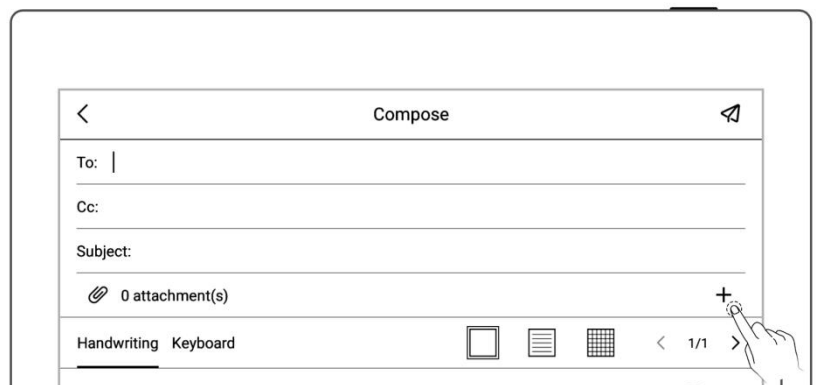 Compose
To:
Cc:
Subject:
0 attachment(s)
Handwriting Keyboard 1/1